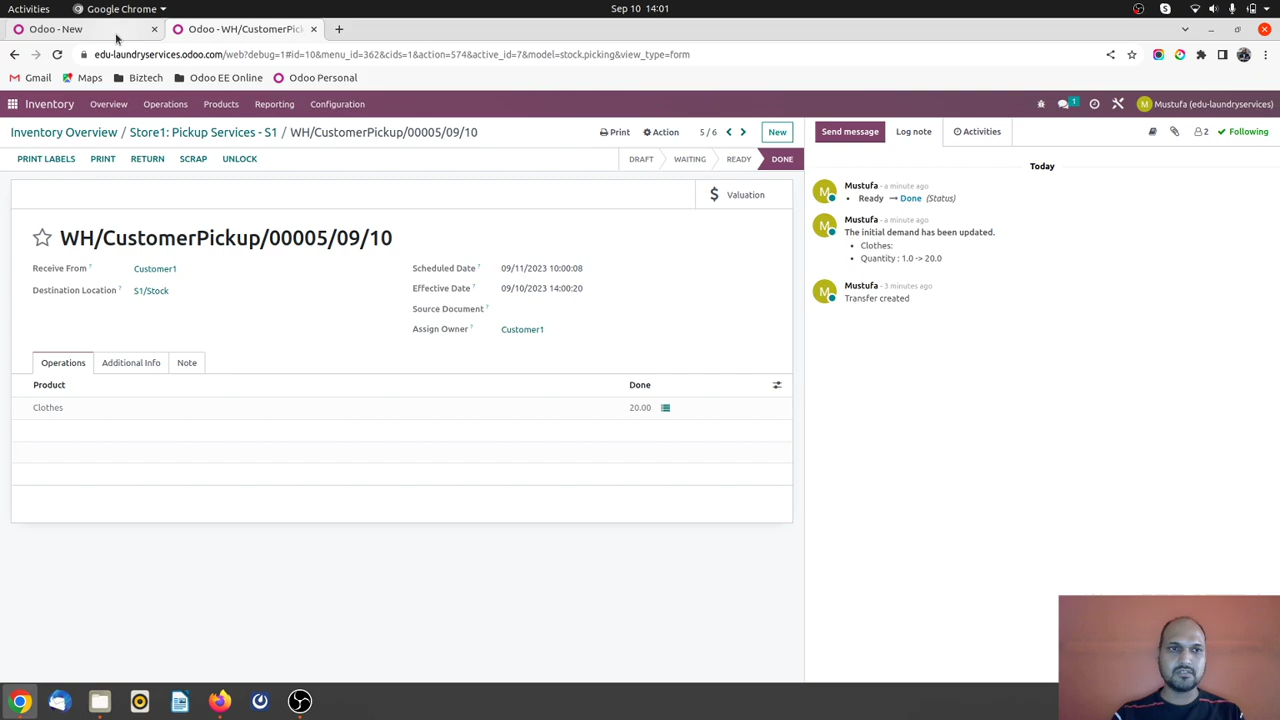 Activities
Google Chrome
Sep 10 14:01
Odoo - New
Odoo - WH/CustomerPick
edu-laundryservices.odoo.com/web?debug=1#id=10&menu_id=362&cids=1&action=574&active_id=7&model=stock.picking&view_type=form
Gmail
Maps
Biztech
Odoo EE Online
Odoo Personal
Inventory
Overview
Operations
Products
Reporting
Configuration
1
Mustufa (edu-laundryservices)
Inventory Overview / Store1: Pickup Services - S1 / WH/CustomerPickup/00005/09/10
Print
Action
5 / 6
New
Send message
Log note
Activities
2
Following
PRINT LABELS
PRINT
RETURN
SCRAP
UNLOCK
DRAFT
WAITING
READY
DONE
Today
$ Valuation
WH/CustomerPickup/00005/09/10
Receive From ?
Customer1
Destination Location ?
S1/Stock
Scheduled Date ?
09/11/2023 10:00:08
Effective Date ?
09/10/2023 14:00:20
Source Document ?
Assign Owner ?
Customer1
Operations
Additional Info
Note
Product
Done
Clothes
20.00
M
Mustufa - a minute ago
Ready → Done (Status)
M
Mustufa - a minute ago
The initial demand has been updated.
Clothes:
Quantity : 1.0 -> 20.0
M
Mustufa - 3 minutes ago
Transfer created